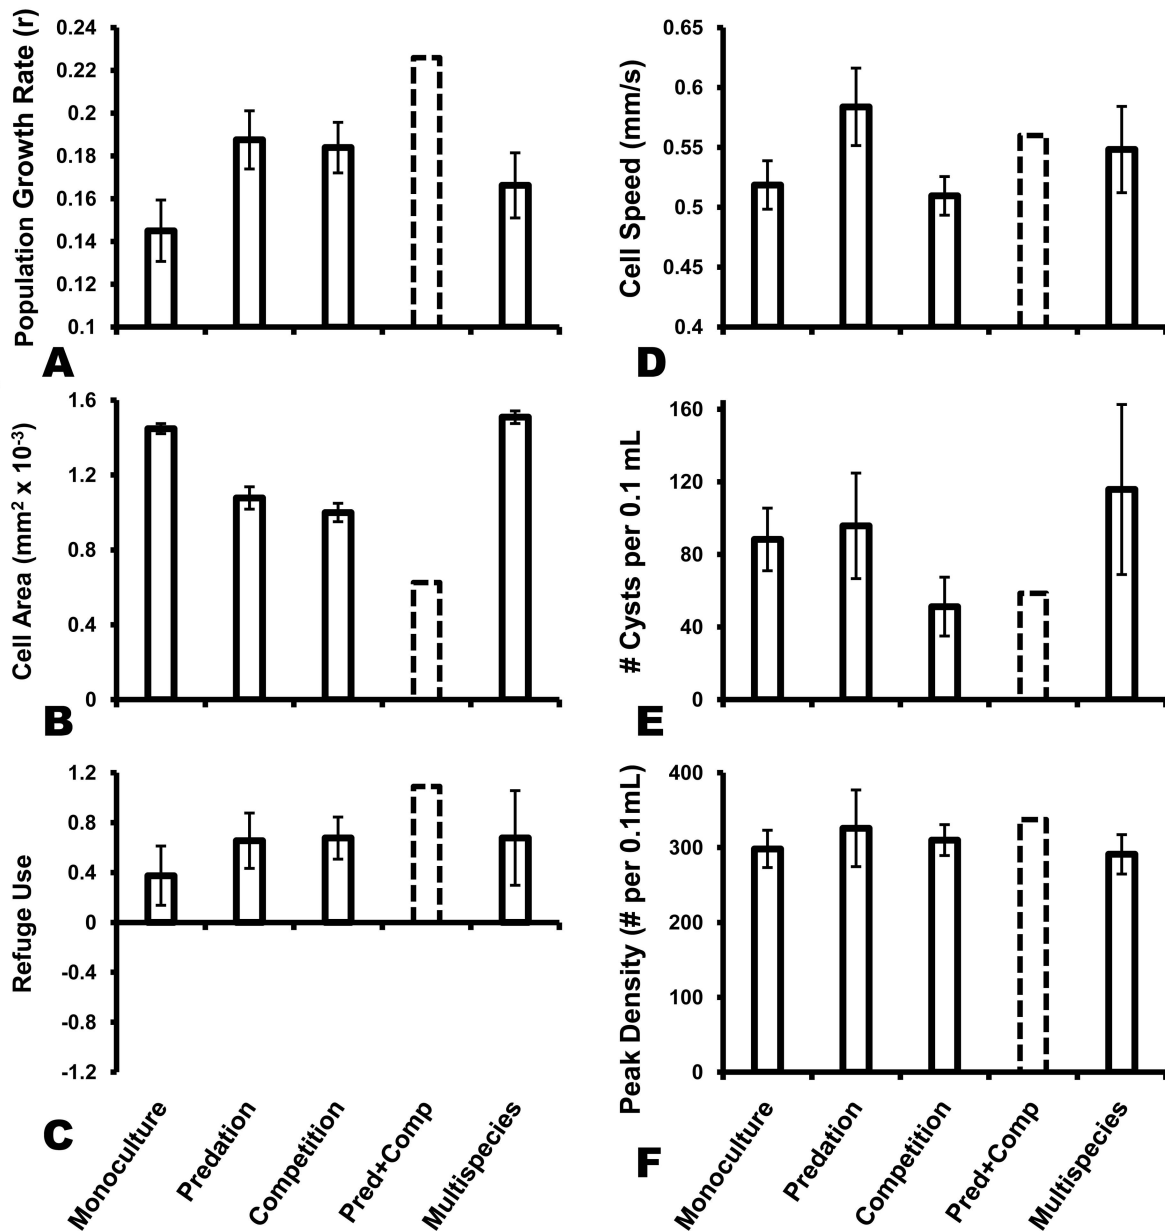 Population Growth Rate (r)
0.24
0.22
0.2
0.18
0.16
0.14
0.12
0.1
A
Cell Speed (mm/s)
0.65
0.6
0.55
0.5
0.45
0.4
D
Cell Area (mm² x 10⁻³)
1.6
1.2
0.8
0.4
0
B
# Cysts per 0.1 mL
160
120
80
40
0
E
Refuge Use
1.2
0.8
0.4
0
-0.4
-0.8
-1.2
C
Monoculture
Predation
Competition
Pred+Comp
Multispecies
Peak Density (# per 0.1mL)
400
300
200
100
0
F
Monoculture
Predation
Competition
Pred+Comp
Multispecies